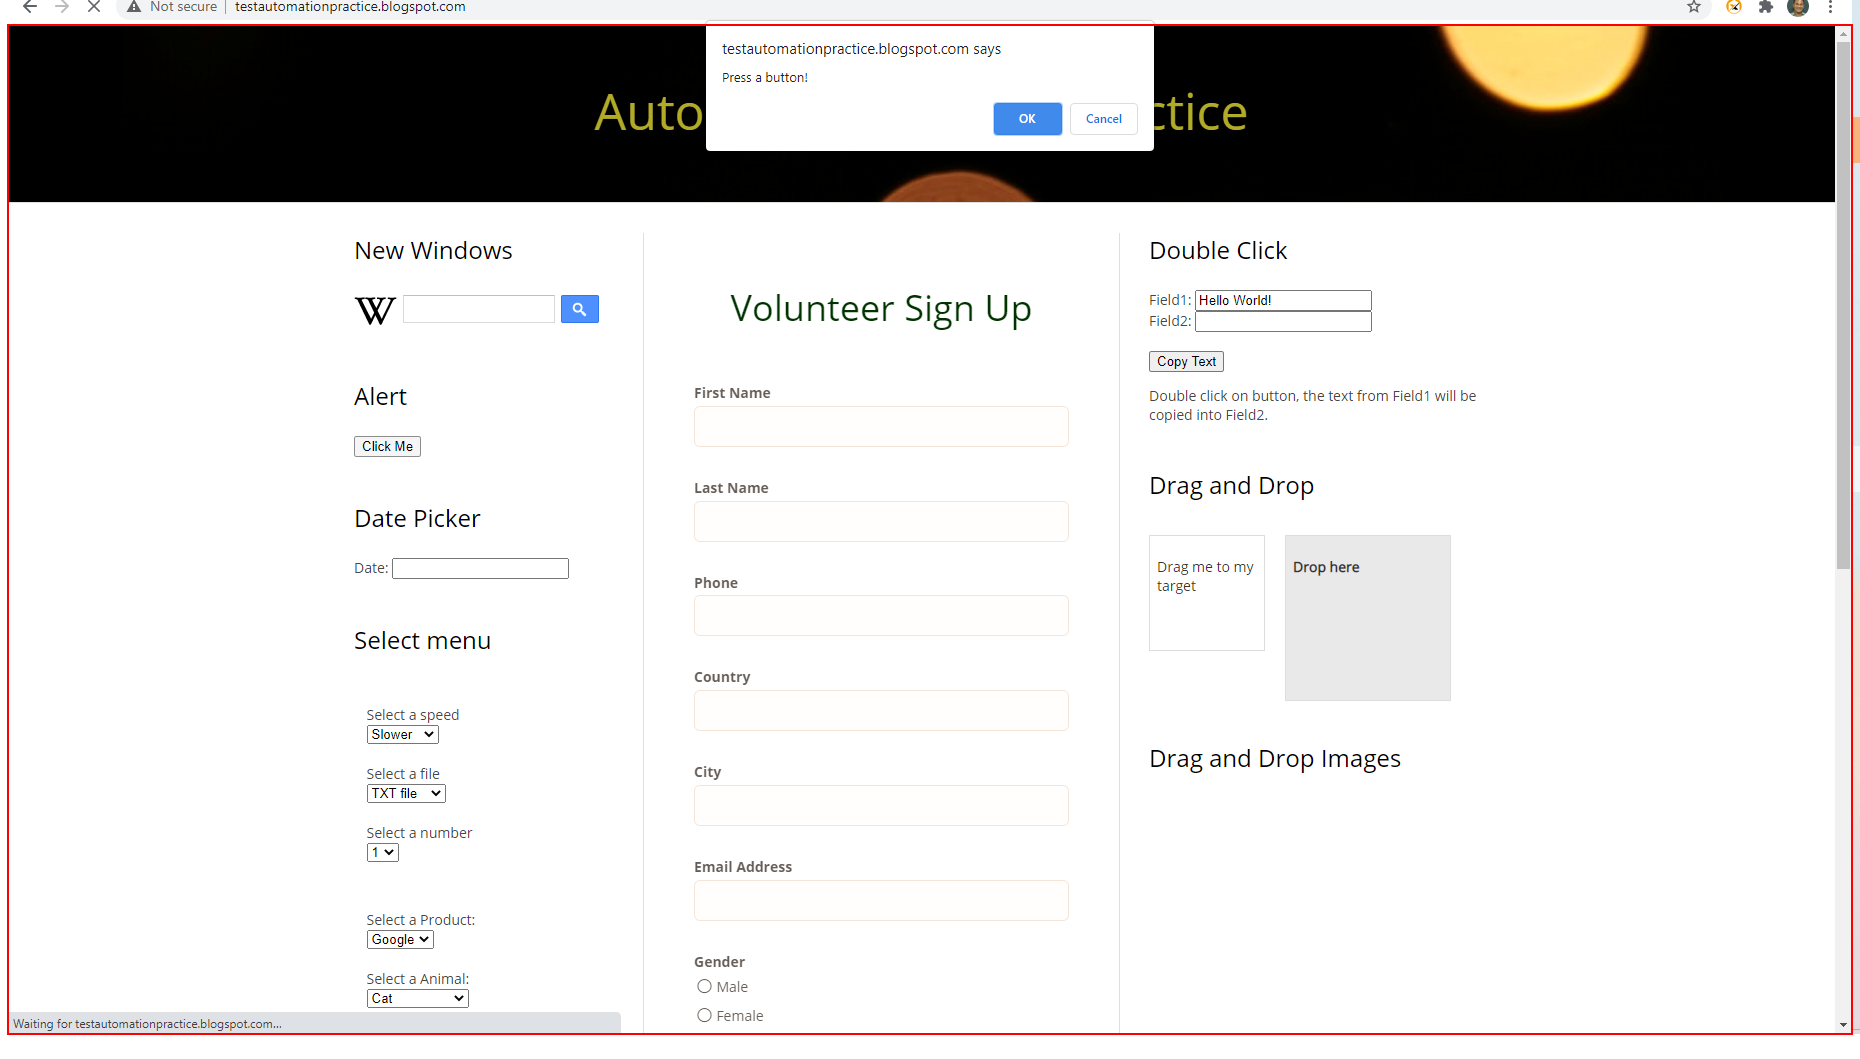 Not secure
testautomationpractice.blogspot.com
testautomationpractice.blogspot.com says
Press a button!
OK
Cancel
Auto
ctice
New Windows
W
Alert
Click Me
Date Picker
Date:
Select menu
Select a speed
Slower
Select a file
TXT file
Select a number
1
Select a Product:
Google
Select a Animal:
Cat
Waiting for testautomationpractice.blogspot.com...
Volunteer Sign Up
First Name
Last Name
Phone
Country
City
Email Address
Gender
Male
Female
Double Click
Field1: Hello World!
Field2:
Copy Text
Double click on button, the text from Field1 will be
copied into Field2.
Drag and Drop
Drag me to my
target
Drop here
Drag and Drop Images